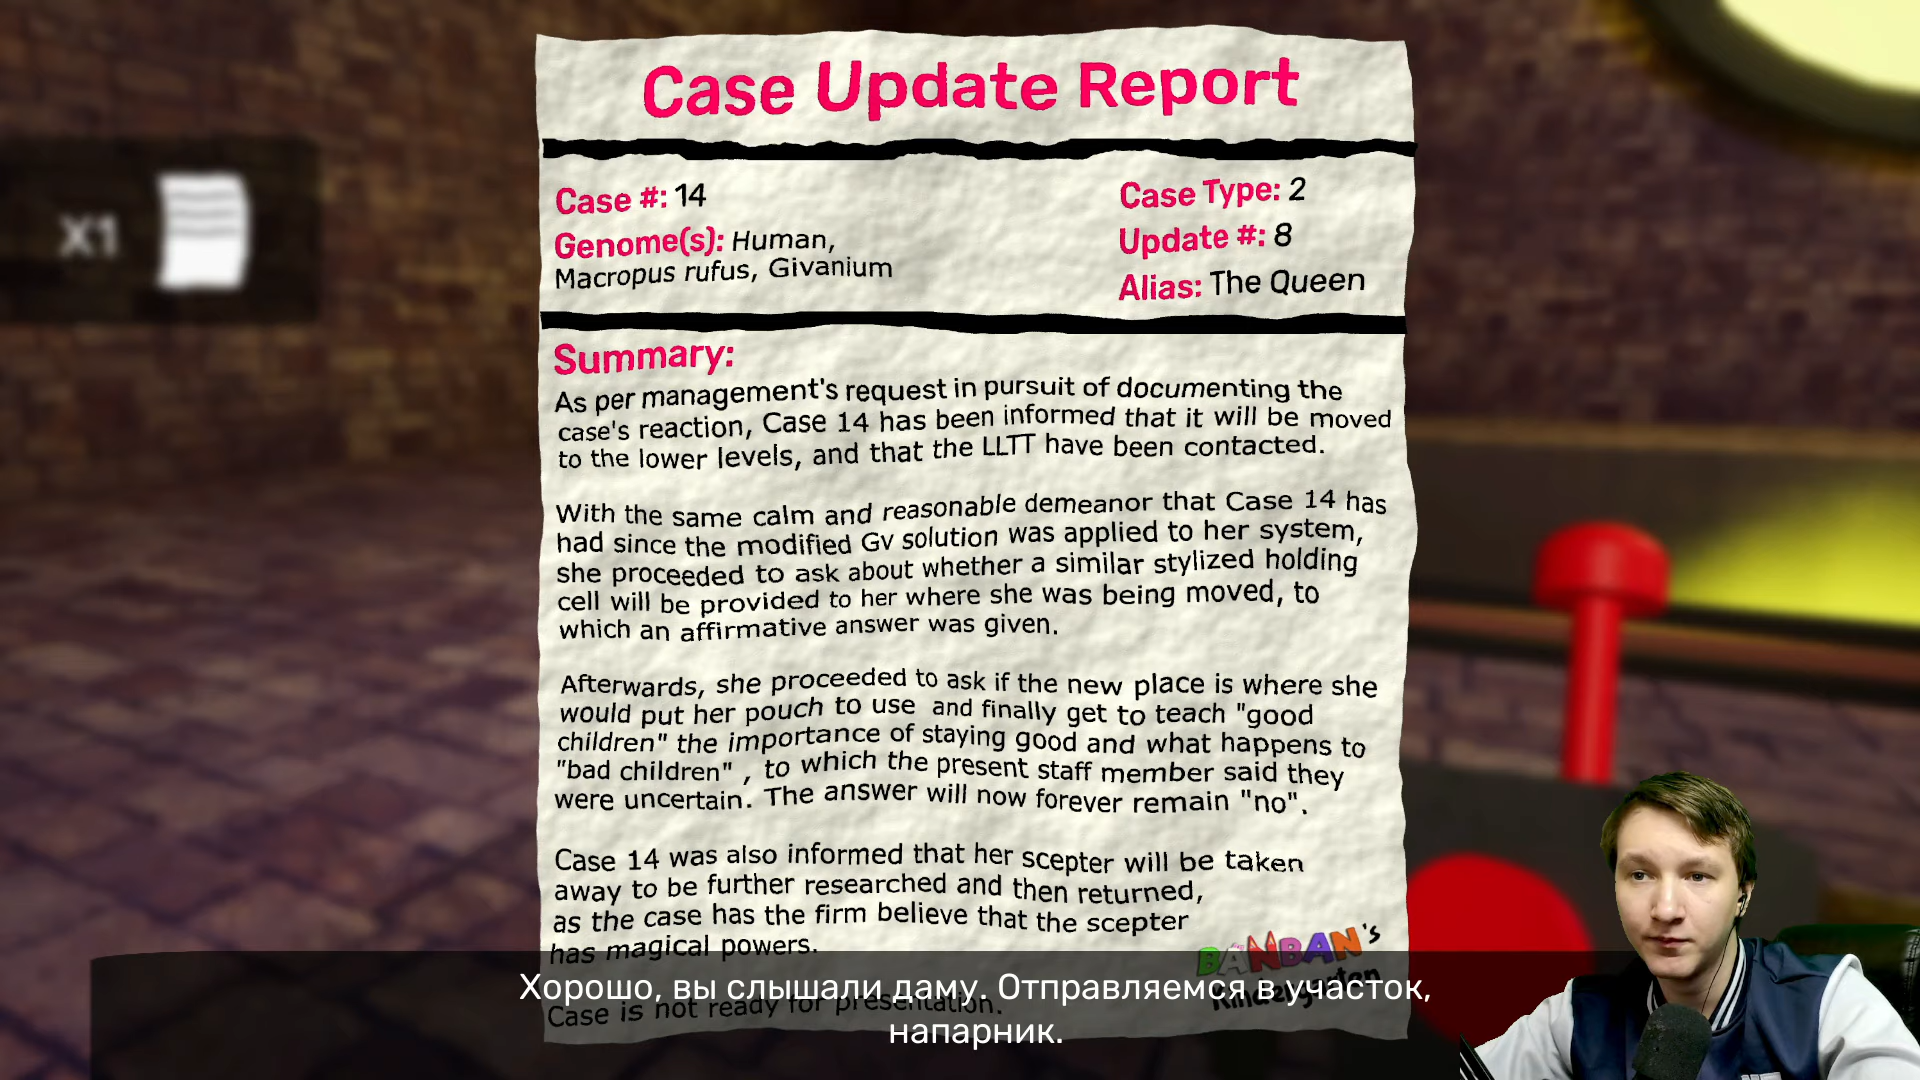 Case Update Report
X1
Case #: 14
Genome(s): Human,
Macropus rufus, Givanium
Case Type: 2
Update #: 8
Alias: The Queen
Summary:
As per management's request in pursuit of documenting the
case's reaction, Case 14 has been informed that it will be moved
to the lower levels, and that the LLTT have been contacted.
With the same calm and reasonable demeanor that Case 14 has
had since the modified Gv solution was applied to her system,
she proceeded to ask about whether a similar stylized holding
cell will be provided to her where she was being moved, to
which an affirmative answer was given.
Afterwards, she proceeded to ask if the new place is where she
would put her pouch to use and finally get to teach "good
children" the importance of staying good and what happens to
"bad children" , to which the present staff member said they
were uncertain. The answer will now forever remain "no".
Case 14 was also informed that her scepter will be taken
away to be further researched and then returned,
as the case has the firm believe that the scepter
has magical powers.
BANBAN's
Kindergarten
Case is not ready for presentation.
Хорошо, вы слышали даму. Отправляемся в участок,
напарник.